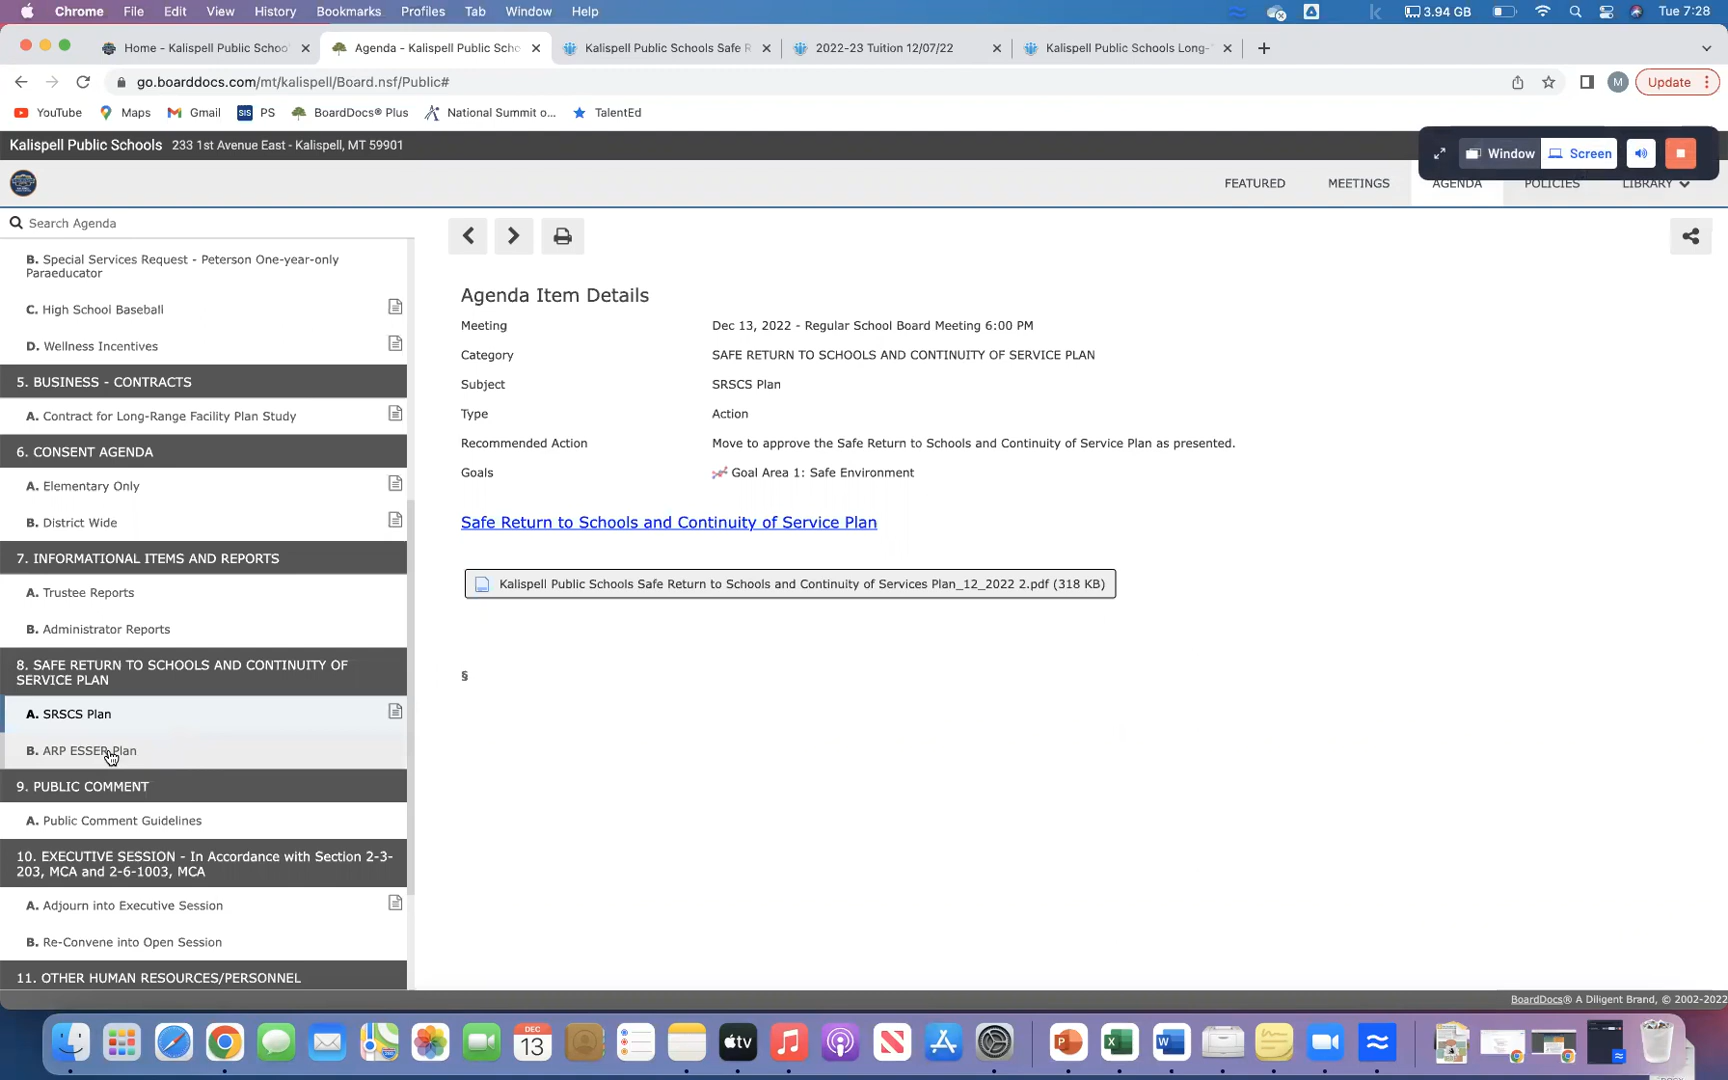 Chrome File Edit View History Bookmarks Profiles Tab Window Help 3.94 GB Tue 7:28
Home - Kalispell Public Schoo Agenda - Kalispell Public Scho Kalispell Public Schools Safe R 2022-23 Tuition 12/07/22 Kalispell Public Schools Long-
go.boarddocs.com/mt/kalispell/Board.nsf/Public# M Update
YouTube Maps Gmail SIS PS BoardDocs® Plus National Summit o... TalentEd
Kalispell Public Schools 233 1st Avenue East - Kalispell, MT 59901
Window Screen
FEATURED MEETINGS AGENDA POLICIES LIBRARY
Search Agenda
B. Special Services Request - Peterson One-year-only
Paraeducator
C. High School Baseball
D. Wellness Incentives
5. BUSINESS - CONTRACTS
A. Contract for Long-Range Facility Plan Study
6. CONSENT AGENDA
A. Elementary Only
B. District Wide
7. INFORMATIONAL ITEMS AND REPORTS
A. Trustee Reports
B. Administrator Reports
8. SAFE RETURN TO SCHOOLS AND CONTINUITY OF
SERVICE PLAN
A. SRSCS Plan
B. ARP ESSER Plan
9. PUBLIC COMMENT
A. Public Comment Guidelines
10. EXECUTIVE SESSION - In Accordance with Section 2-3-
203, MCA and 2-6-1003, MCA
A. Adjourn into Executive Session
B. Re-Convene into Open Session
11. OTHER HUMAN RESOURCES/PERSONNEL
Agenda Item Details
Meeting Dec 13, 2022 - Regular School Board Meeting 6:00 PM
Category SAFE RETURN TO SCHOOLS AND CONTINUITY OF SERVICE PLAN
Subject SRSCS Plan
Type Action
Recommended Action Move to approve the Safe Return to Schools and Continuity of Service Plan as presented.
Goals Goal Area 1: Safe Environment
Safe Return to Schools and Continuity of Service Plan
Kalispell Public Schools Safe Return to Schools and Continuity of Services Plan_12_2022 2.pdf (318 KB)
§
BoardDocs® A Diligent Brand, © 2002-2022
DEC
13
tv